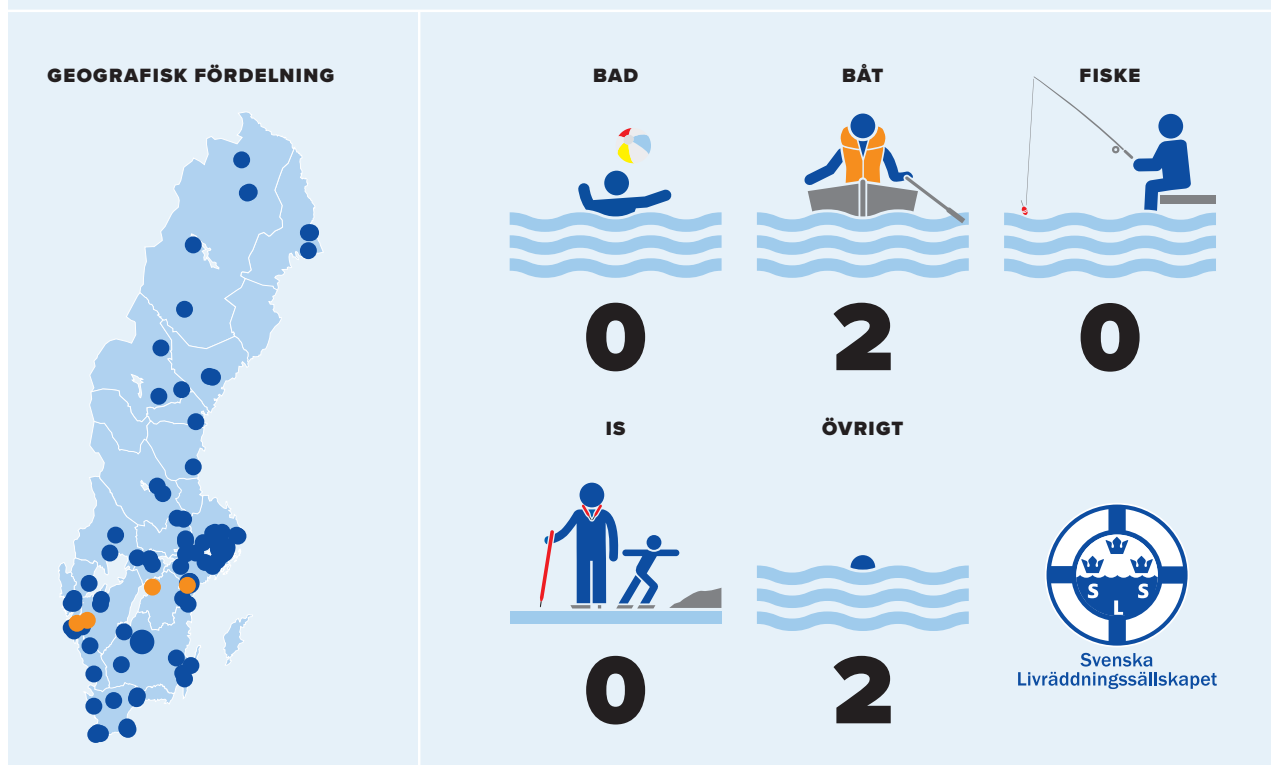 GEOGRAFISK FÖRDELNING
BAD
BÅT
FISKE
0
2
0
IS
ÖVRIGT
0
2
S S
L
Svenska
Livräddningssällskapet